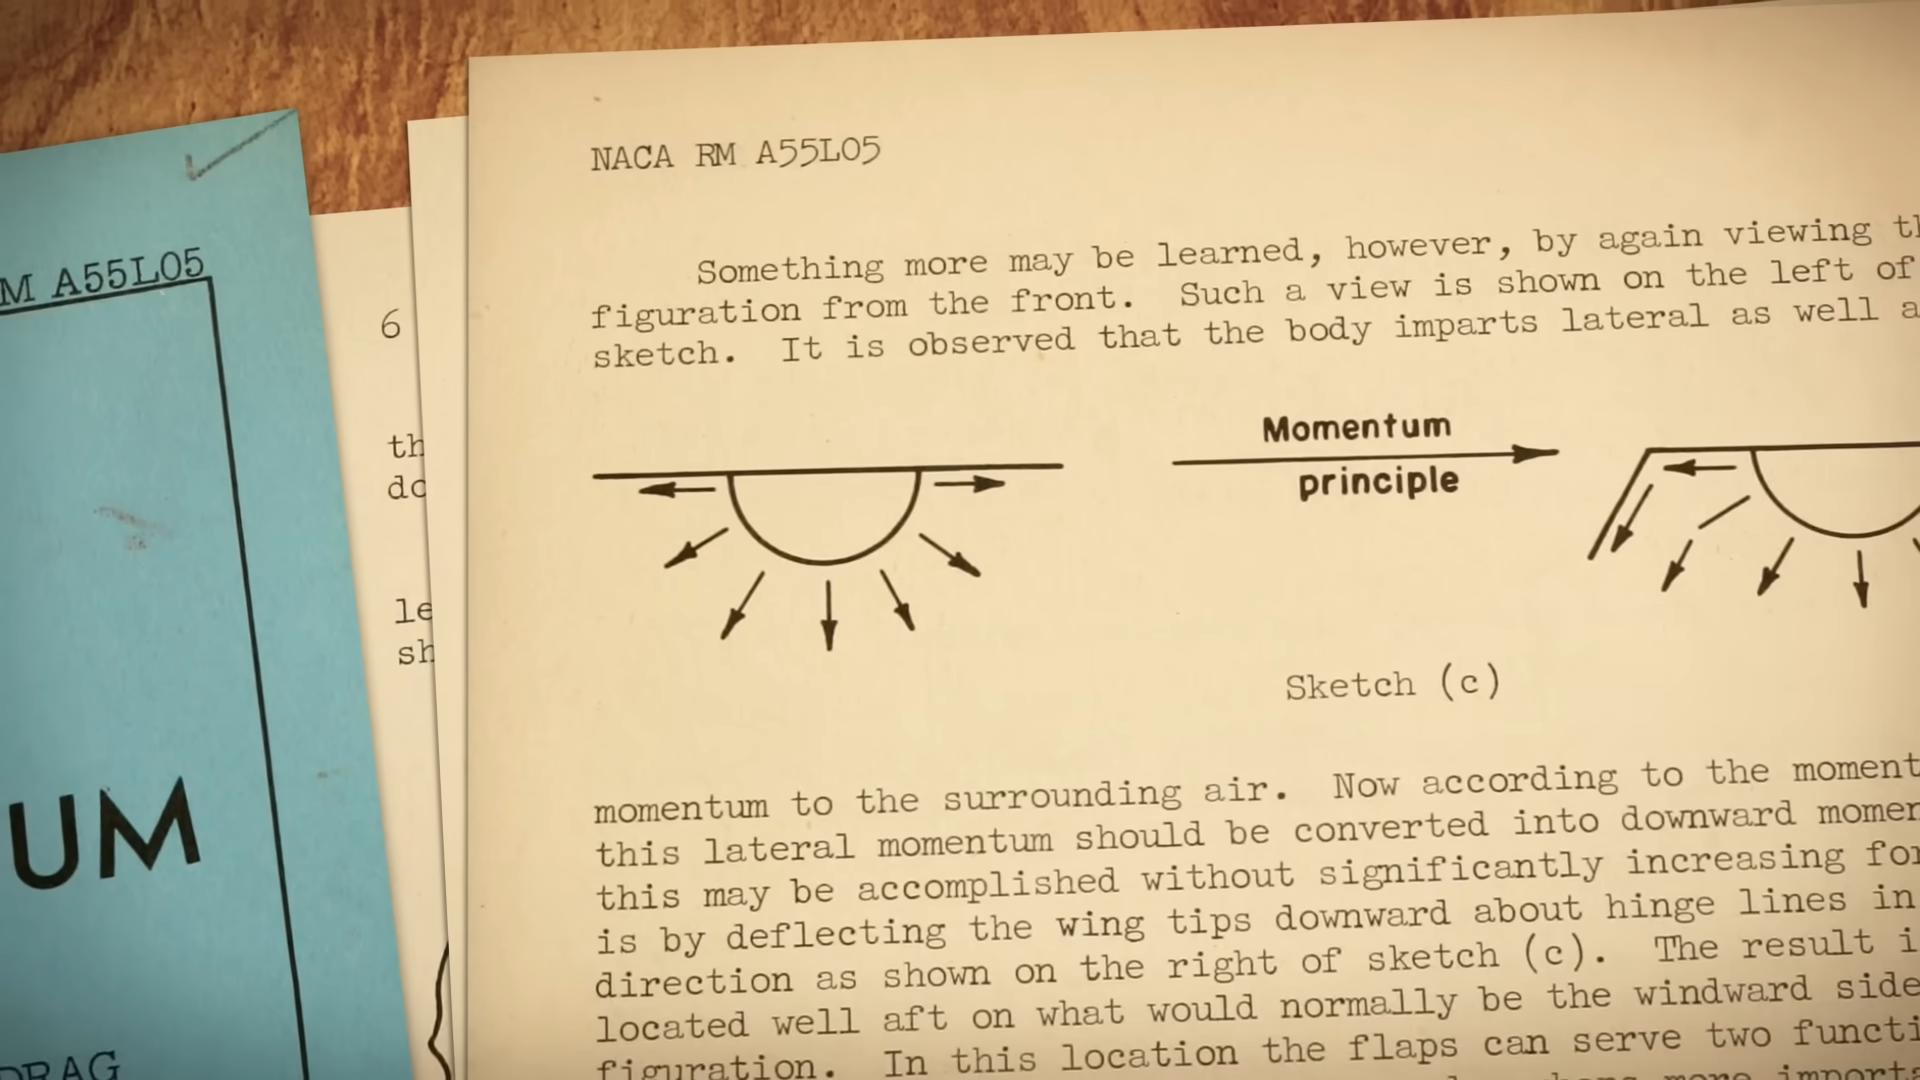 M A55L05
UM
DRAG
6
th
do
le
sh
NACA RM A55L05
Something more may be learned, however, by again viewing th
figuration from the front. Such a view is shown on the left of
sketch. It is observed that the body imparts lateral as well a
Momentum
principle
Sketch (c)
momentum to the surrounding air. Now according to the moment
this lateral momentum should be converted into downward momen
this may be accomplished without significantly increasing for
is by deflecting the wing tips downward about hinge lines in
direction as shown on the right of sketch (c). The result i
located well aft on what would normally be the windward side
figuration. In this location the flaps can serve two functi
more importa